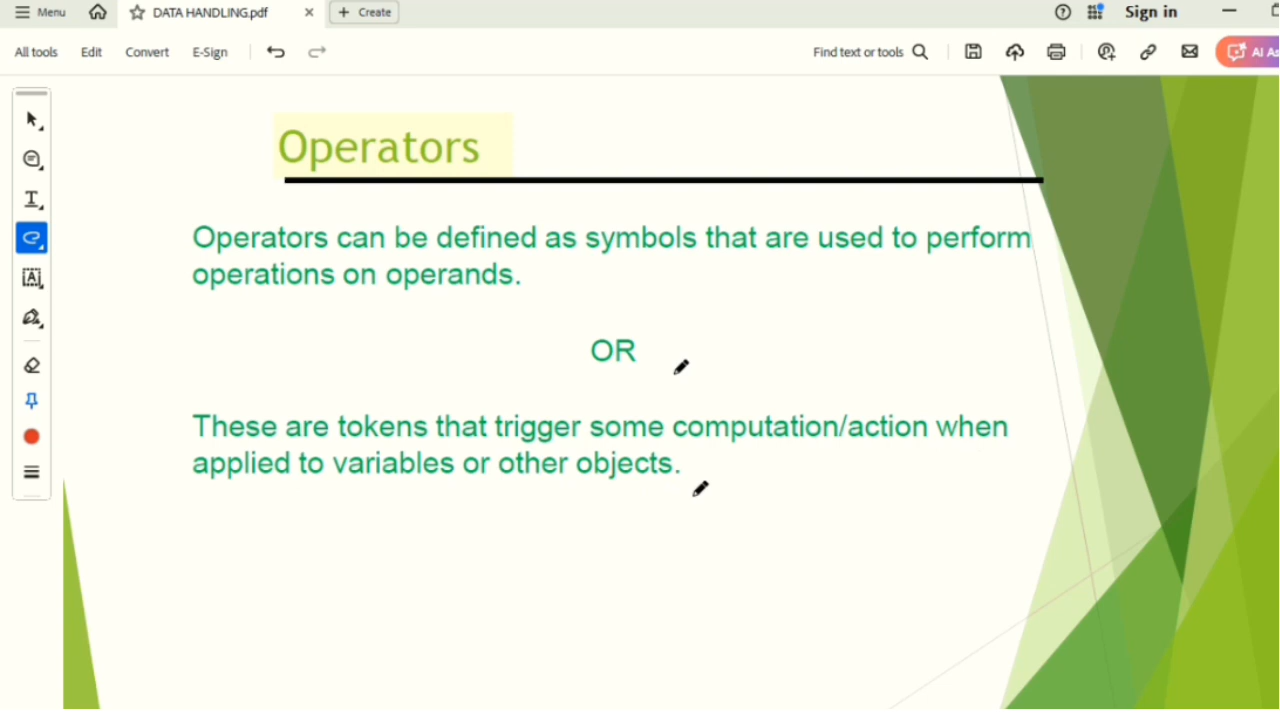 Menu
DATA HANDLING.pdf
Create
Sign in
All tools
Edit
Convert
E-Sign
Find text or tools
AI As
Operators
Operators can be defined as symbols that are used to perform
operations on operands.
OR
These are tokens that trigger some computation/action when
applied to variables or other objects.